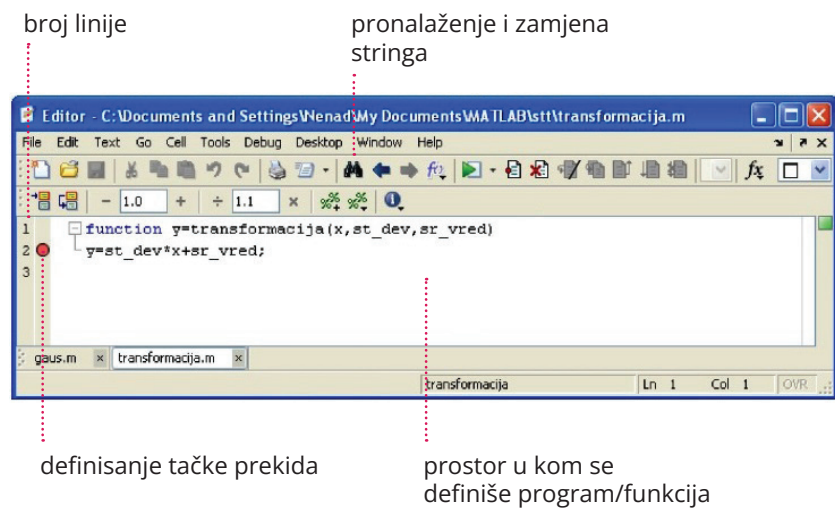 broj linije
pronalaženje i zamjena
stringa
Editor - C:\Documents and Settings\Nenad\My Documents\MATLAB\stt\transformacija.m
File Edit Text Go Cell Tools Debug Desktop Window Help
- 1.0 + ÷ 1.1 ×
1 function y=transformacija(x,st_dev,sr_vred)
2 y=st_dev*x+sr_vred;
3
gaus.m × transformacija.m ×
transformacija Ln 1 Col 1 OVR
definisanje tačke prekida
prostor u kom se
definiše program/funkcija